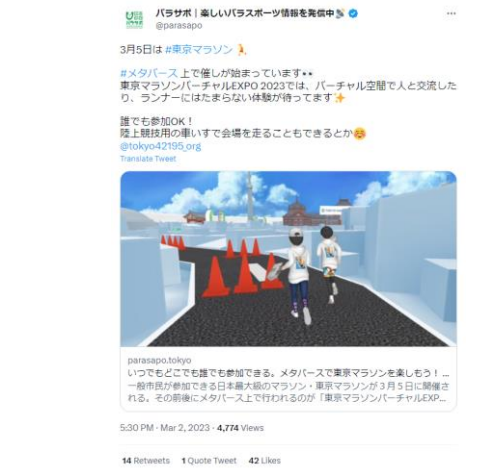 パラサポ｜楽しいパラスポーツ情報を発信中
@parasapo
パラサポ
3月5日は #東京マラソン
#メタバース 上で催しが始まっています
東京マラソンバーチャルEXPO 2023では、バーチャル空間で人と交流した
り、ランナーにはたまらない体験が待ってます
誰でも参加OK！
陸上競技用の車いすで会場を走ることもできるとか
@tokyo42195_org
Translate Tweet
parasapo.tokyo
いつでもどこでも誰でも参加できる。メタバースで東京マラソンを楽しもう！ ...
一般市民が参加できる日本最大級のマラソン・東京マラソンが３月５日に開催さ
れる。その前後にメタバース上で行われるのが「東京マラソンバーチャルEXP...
5:30 PM · Mar 2, 2023 · 4,774 Views
14 Retweets 1 Quote Tweet 42 Likes